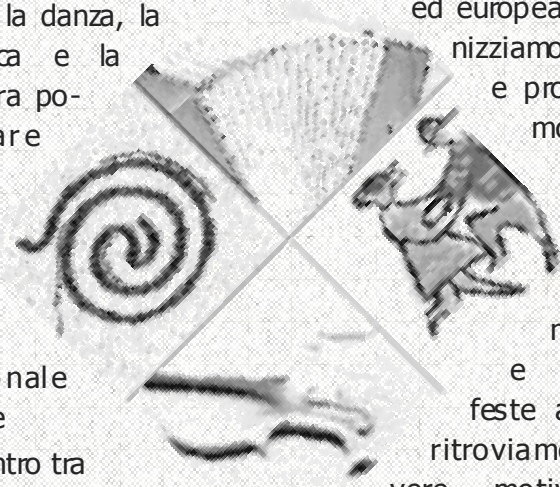 la danza, la
ca e la
ra po-
are
nale
e
ntro tra
ed europea
nizziamo
e pro
mo
e
feste a
ritroviamo